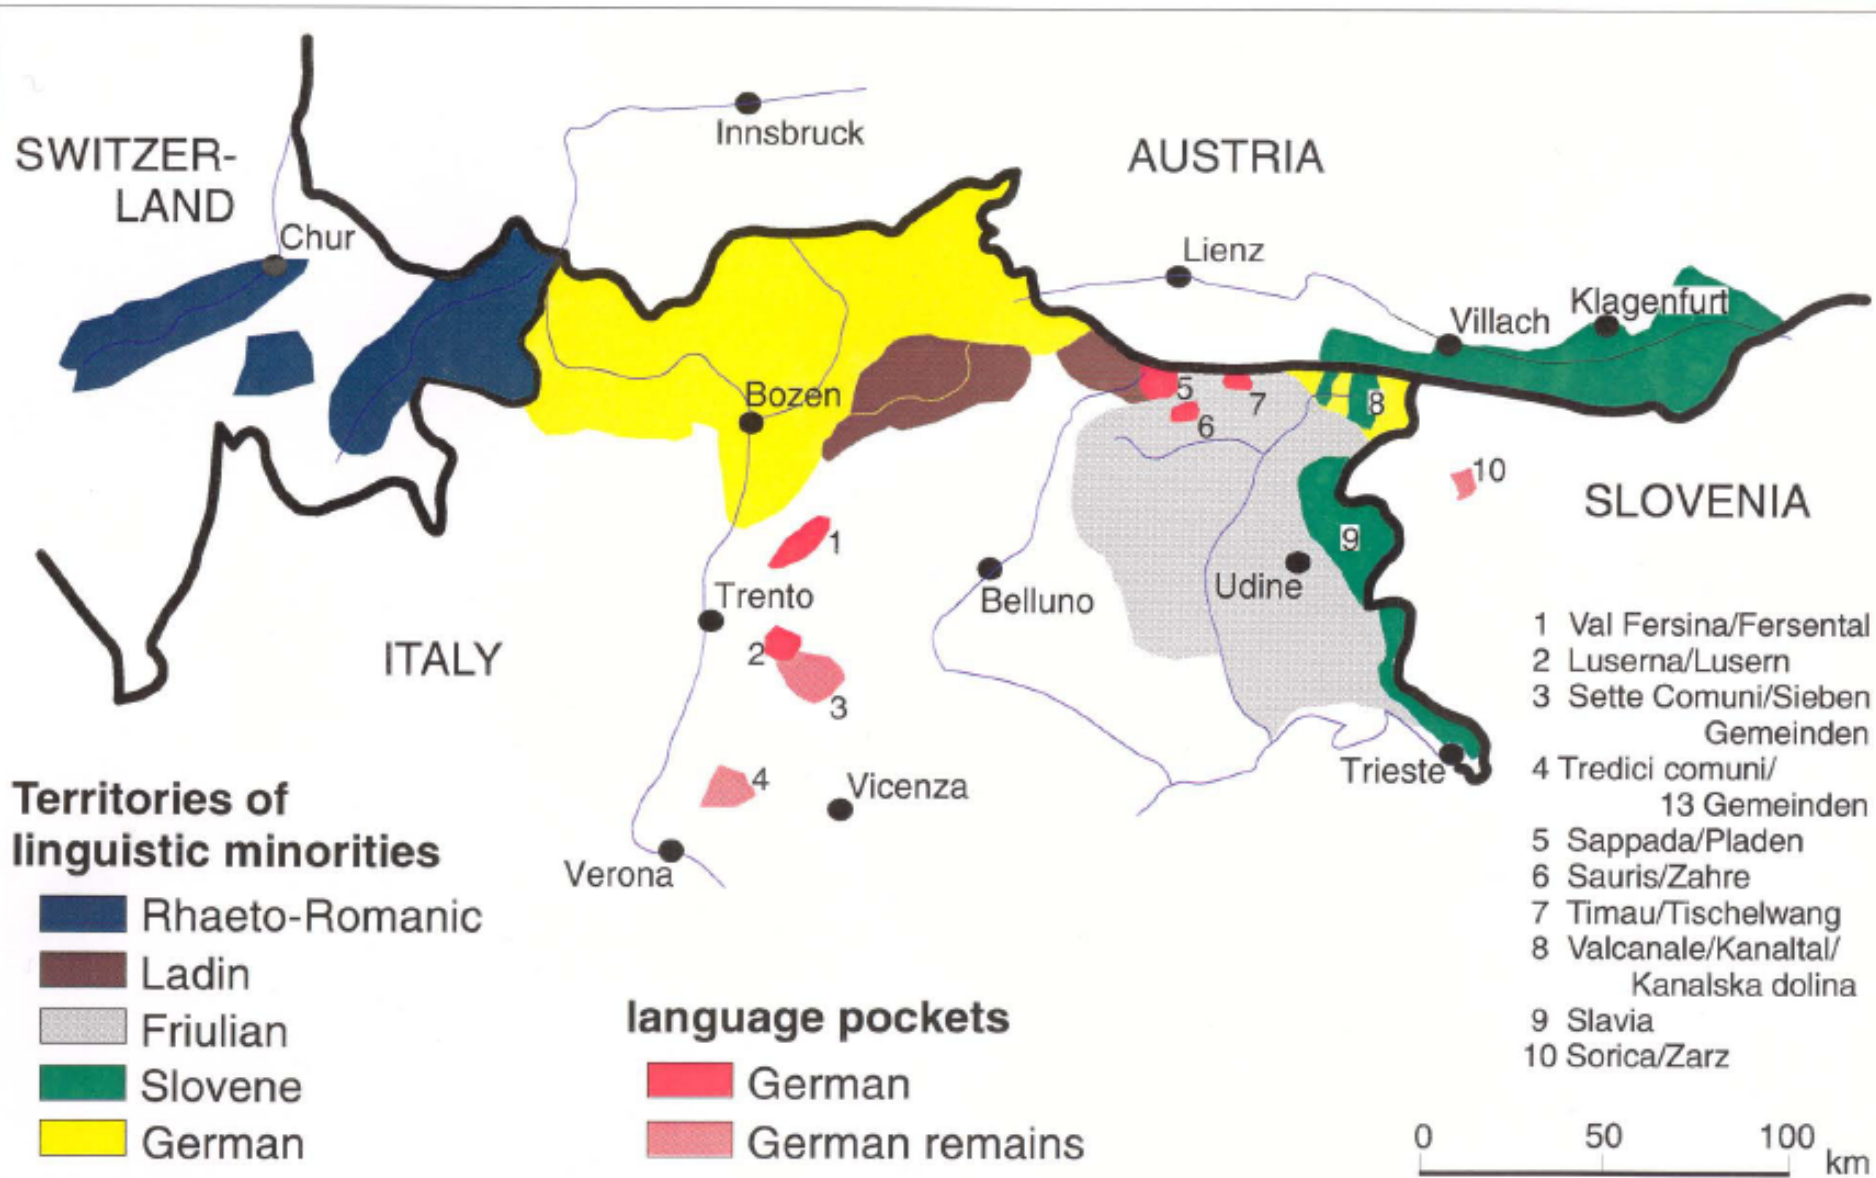 SWITZER-
LAND
Innsbruck
AUSTRIA
Chur
Lienz
Klagenfurt
Villach
Bozen
5
7
8
6
10
SLOVENIA
9
1
Udine
Belluno
Trento
ITALY
2
3
Trieste
4
Vicenza
Verona
1 Val Fersina/Fersental
2 Luserna/Lusern
3 Sette Comuni/Sieben
Gemeinden
4 Tredici comuni/
13 Gemeinden
5 Sappada/Pladen
6 Sauris/Zahre
7 Timau/Tischelwang
8 Valcanale/Kanaltal/
Kanalska dolina
9 Slavia
10 Sorica/Zarz
Territories of
linguistic minorities
Rhaeto-Romanic
Ladin
Friulian
Slovene
German
language pockets
German
German remains
0 50 100
km